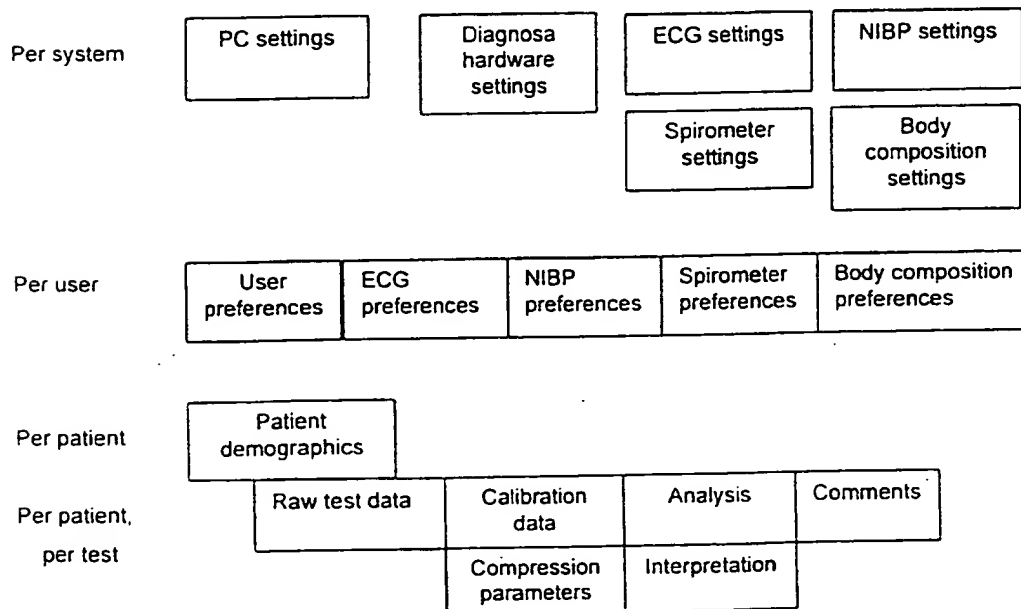 Per system
PC settings
Diagnosa
hardware
settings
ECG settings
NIBP settings
Spirometer
settings
Body
composition
settings
Per user
User
preferences
ECG
preferences
NIBP
preferences
Spirometer
preferences
Body composition
preferences
Per patient
Patient
demographics
Per patient,
per test
Raw test data
Calibration
data
Analysis
Comments
Compression
parameters
Interpretation